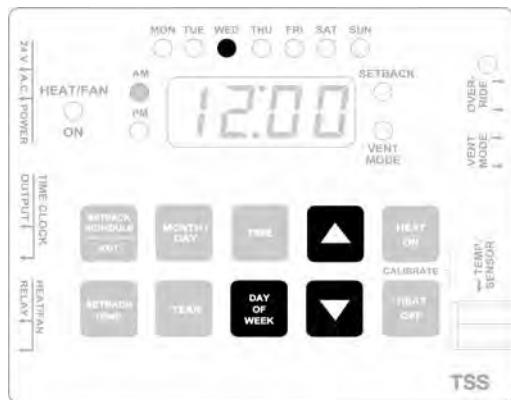 MON TUE WED THU FRI SAT SUN
24 V. A.C. POWER
AM
SETBACK
HEAT/FAN
ON
PM
12:00
VENT
MODE
OVER-
RIDE
VENT
MODE
TIME CLOCK
OUTPUT
SETBACK
SCHEDULE
EXIT
MONTH /
DAY
TIME
HEAT
ON
CALIBRATE
TEMP.
SENSOR
HEAT/FAN
RELAY
SETBACK
TEMP
YEAR
DAY
OF
WEEK
HEAT
OFF
TSS